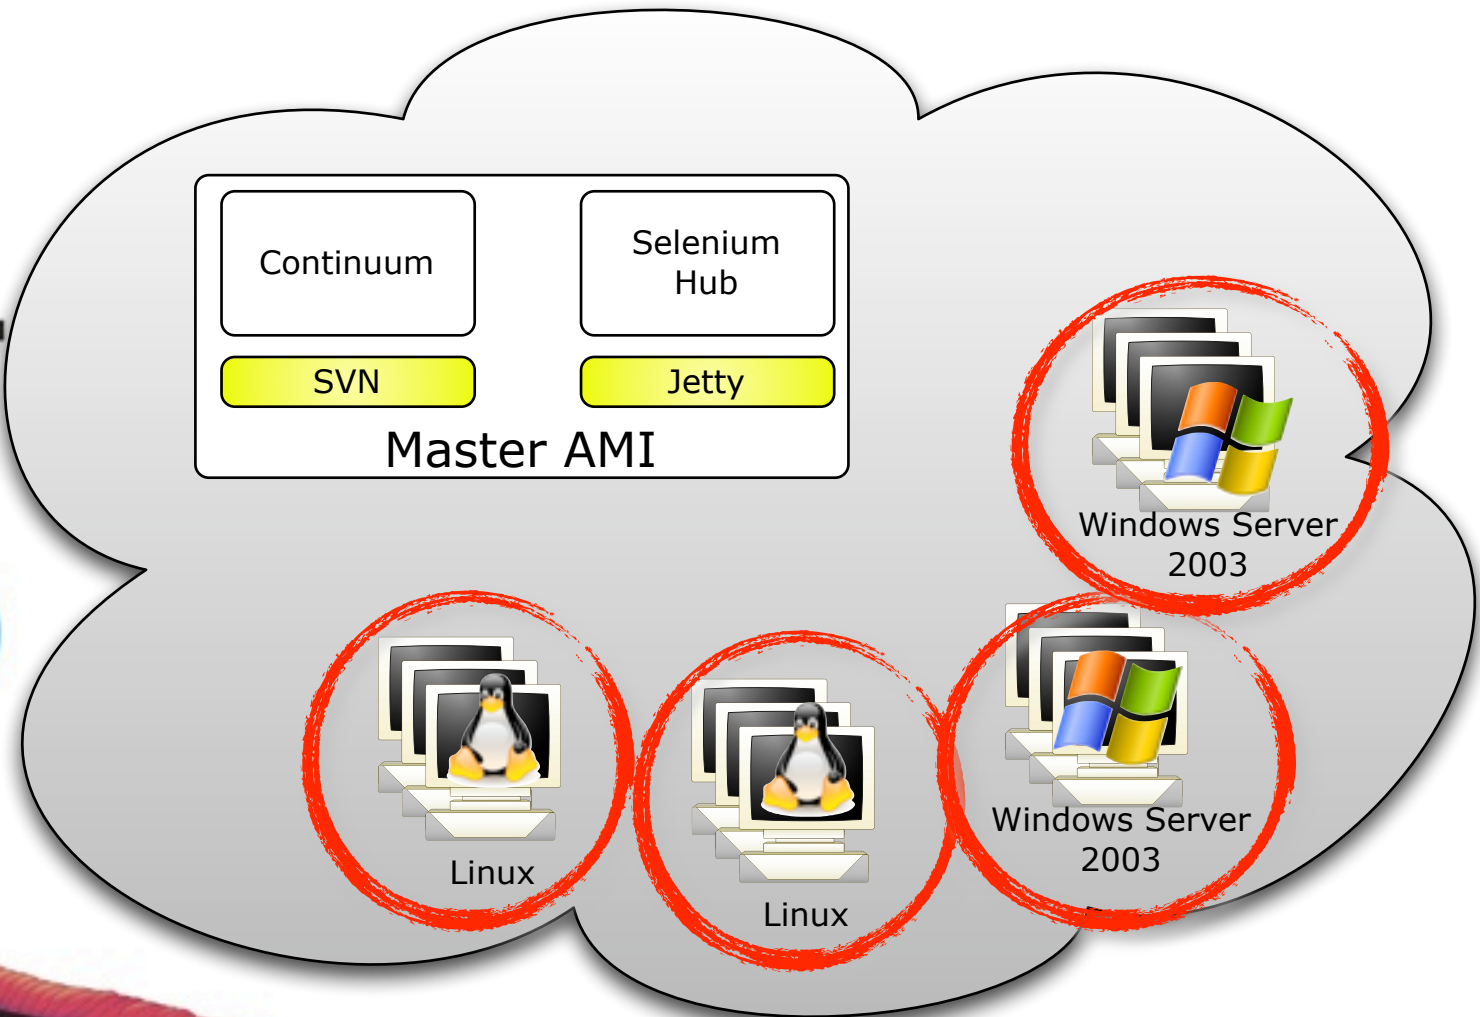 Continuum
Selenium
Hub
SVN
Jetty
Master AMI
Windows Server
2003
Linux
Linux
Windows Server
2003